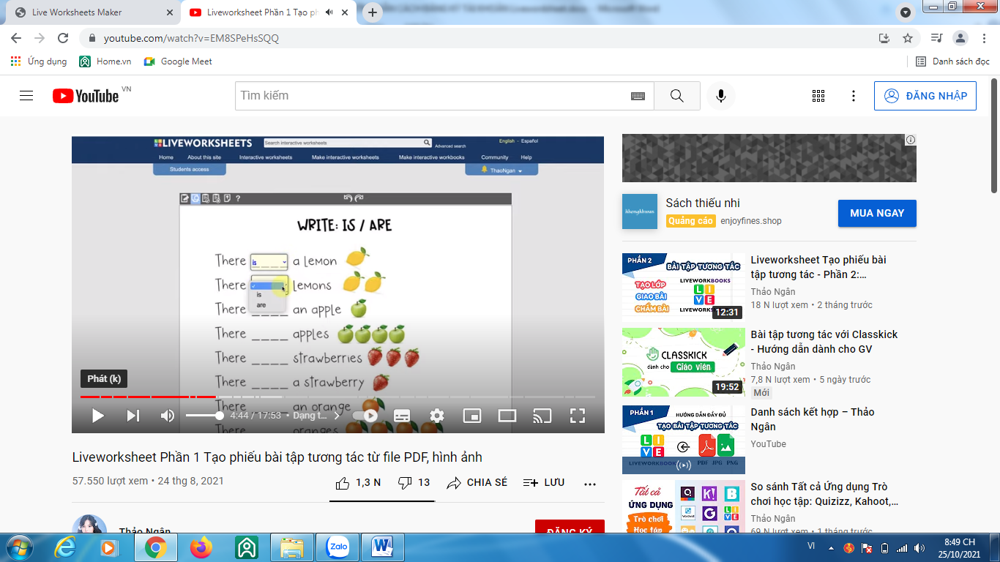 Live Worksheets Maker
Liveworksheet Phần 1 Tạo ph
youtube.com/watch?v=EM8SPeHsSQQ
Ứng dụng
Home.vn
Google Meet
Danh sách đọc
YouTube VN
Tìm kiếm
ĐĂNG NHẬP
LIVEWORKSHEETS
Search interactive worksheets
Advanced search
English - Español
Home
About this site
Interactive worksheets
Make interactive worksheets
Make interactive workbooks
Community
Help
Students access
ThaoNgan
WRITE: IS / ARE
There is a lemon
There lemons
is
are
There ____ an apple
There ____ apples
There ____ strawberries
There ____ a strawberry
There ____ an orange
oranges
Phát (k)
4:44 / 17:53 • Dạng t...
Liveworksheet Phần 1 Tạo phiếu bài tập tương tác từ file PDF, hình ảnh
57.550 lượt xem • 24 thg 8, 2021
1,3 N
13
CHIA SẺ
LƯU
Thảo Ngân
ĐĂNG KÝ
Sách thiếu nhi
Quảng cáo enjoyfines.shop
MUA NGAY
PHẦN 2
BÀI TẬP TƯƠNG TÁC
TẠO LỚP
GIAO BÀI
CHẤM BÀI
LIVEWORKBOOKS
LIVE
LIVEWORKS
12:31
Liveworksheet Tạo phiếu bài
tập tương tác - Phần 2:...
Thảo Ngân
18 N lượt xem • 2 tháng trước
CLASSKICK
dành cho Giáo viên
19:52
Bài tập tương tác với Classkick
- Hướng dẫn dành cho GV
Thảo Ngân
7,8 N lượt xem • 5 ngày trước
Mới
PHẦN 1
HƯỚNG DẪN ĐẦY ĐỦ
TẠO BÀI TẬP TƯƠNG TÁC
LIVE
LIVEWORKBOOK
PDF JPG PNG
Danh sách kết hợp – Thảo
Ngân
YouTube
Tất cả
ỨNG DỤNG
Trò chơi
Học tập
So sánh Tất cả Ứng dụng Trò
chơi học tập: Quizizz, Kahoot,...
Thảo Ngân
69 N lượt xem • 1 tháng trước
Zalo
VI
8:49 CH
25/10/2021